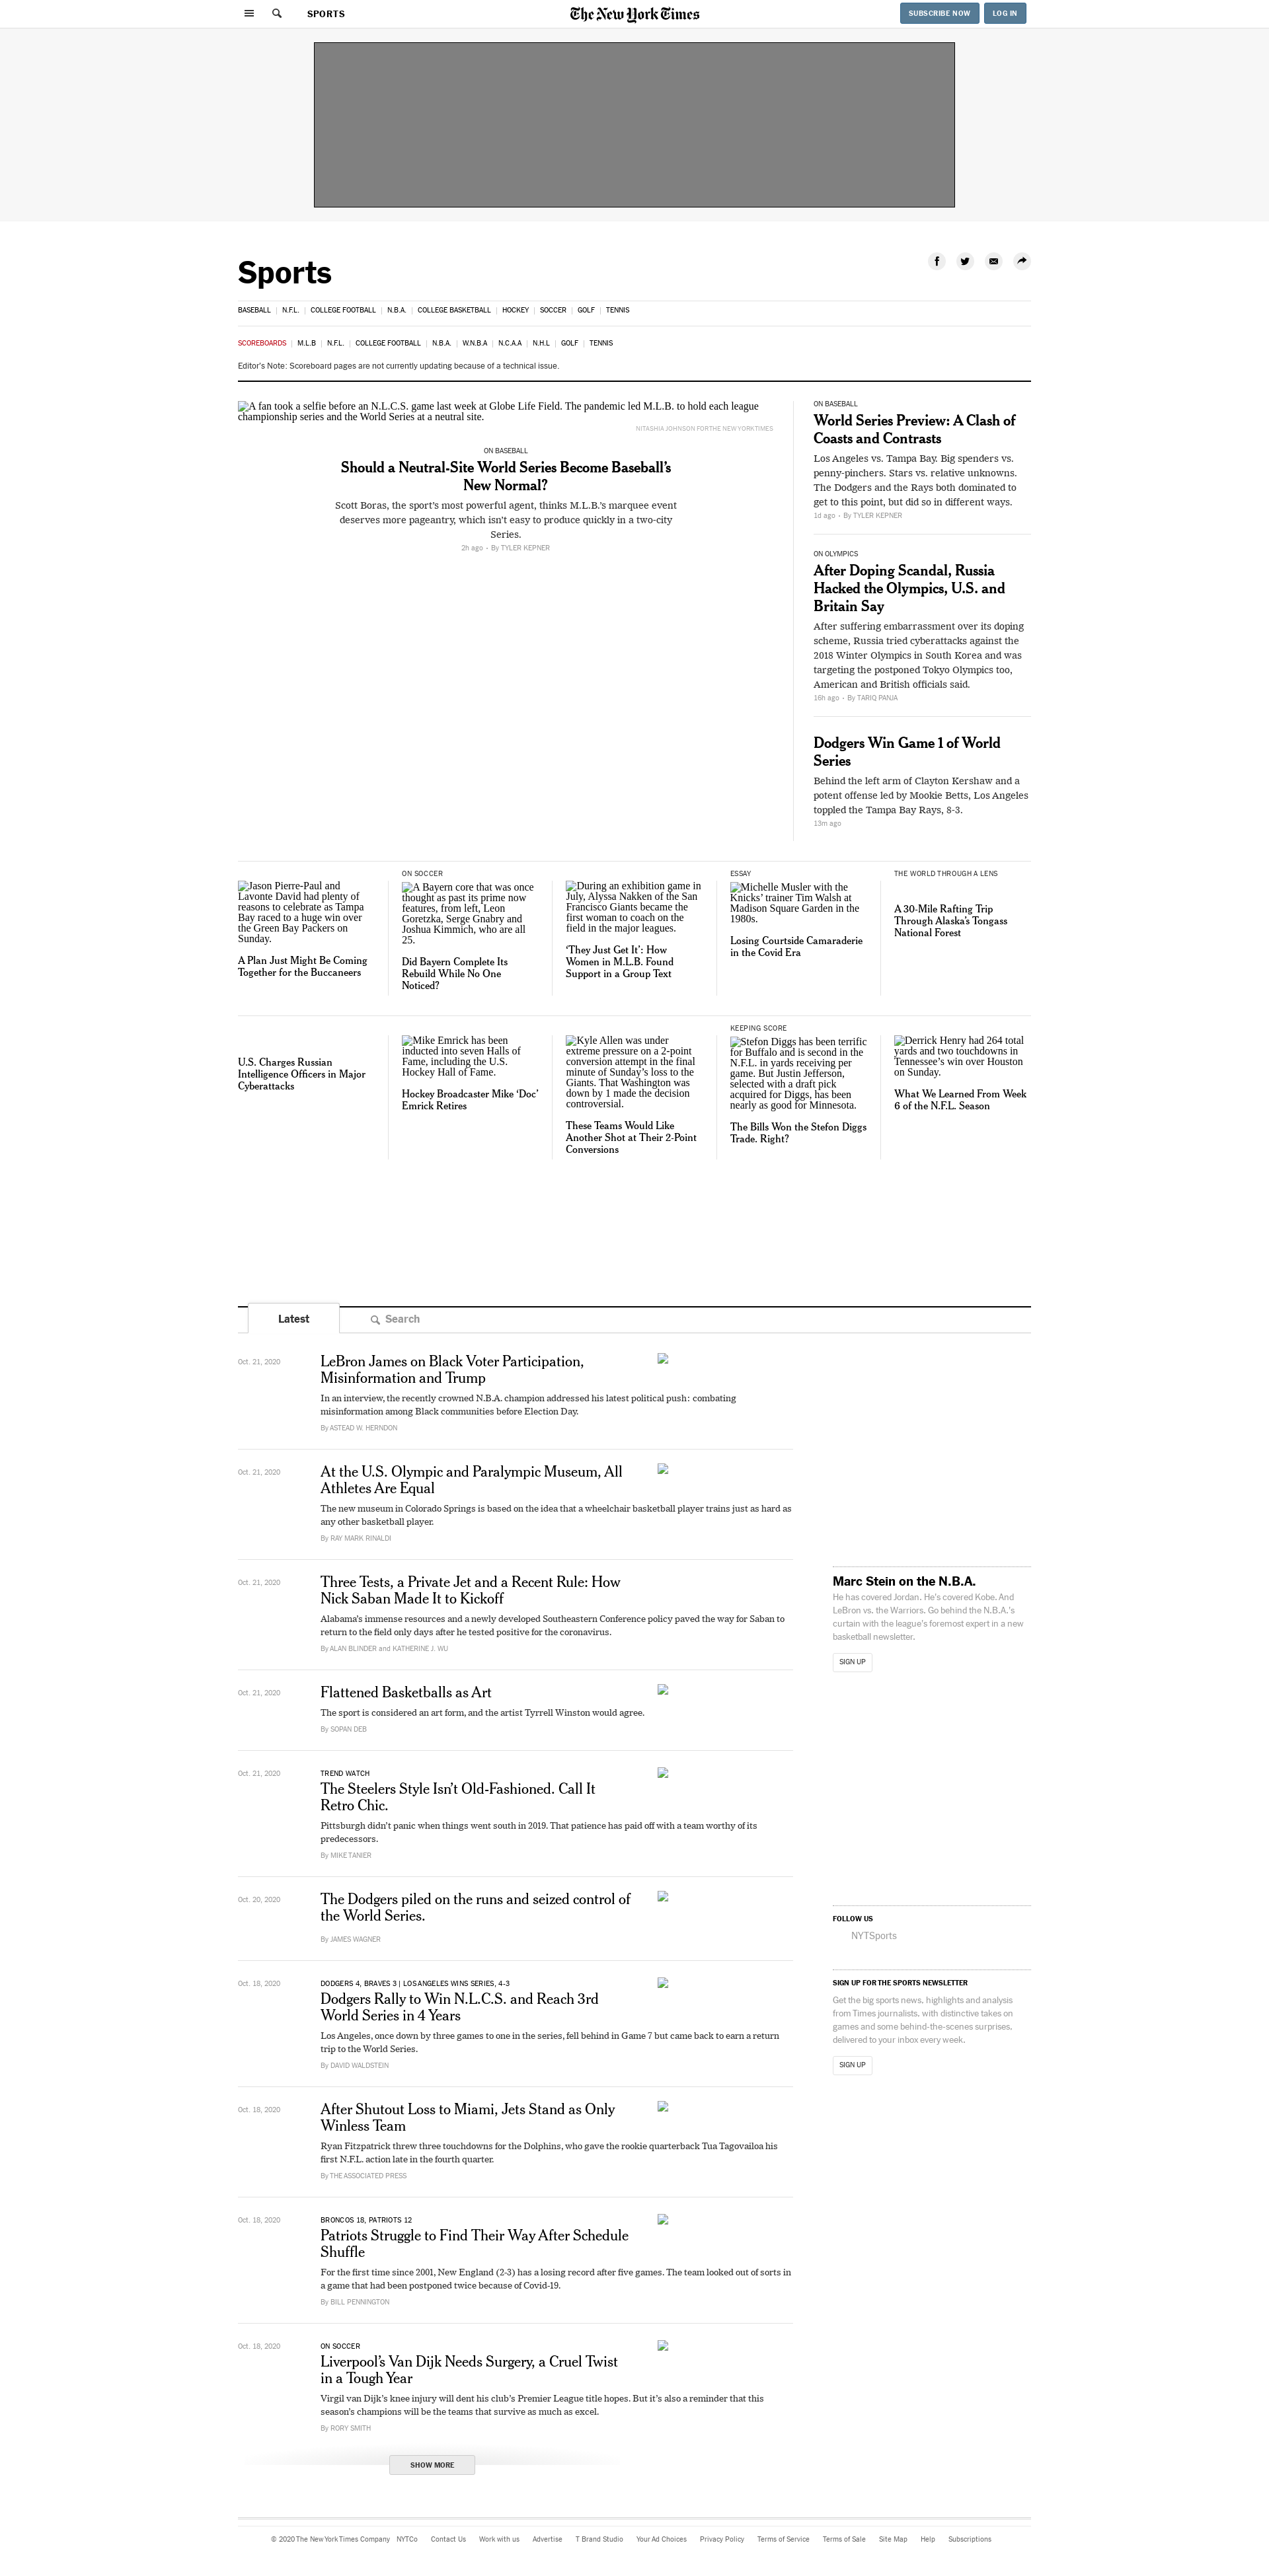 SPORTS
The New York Times
SUBSCRIBE NOW
LOG IN
Sports
BASEBALL
N.F.L.
COLLEGE FOOTBALL
N.B.A.
COLLEGE BASKETBALL
HOCKEY
SOCCER
GOLF
TENNIS
SCOREBOARDS
M.L.B
N.F.L.
COLLEGE FOOTBALL
N.B.A.
W.N.B.A
N.C.A.A
N.H.L
GOLF
TENNIS
Editor's Note: Scoreboard pages are not currently updating because of a technical issue.
A fan took a selfie before an N.L.C.S. game last week at Globe Life Field. The pandemic led M.L.B. to hold each league
championship series and the World Series at a neutral site.
NITASHIA JOHNSON FOR THE NEW YORK TIMES
ON BASEBALL
Should a Neutral-Site World Series Become Baseball's
New Normal?
Scott Boras, the sport's most powerful agent, thinks M.L.B.'s marquee event
deserves more pageantry, which isn't easy to produce quickly in a two-city
Series.
2h ago - By TYLER KEPNER
ON BASEBALL
World Series Preview: A Clash of
Coasts and Contrasts
Los Angeles vs. Tampa Bay. Big spenders vs.
penny-pinchers. Stars vs. relative unknowns.
The Dodgers and the Rays both dominated to
get to this point, but did so in different ways.
1d ago - By TYLER KEPNER
ON OLYMPICS
After Doping Scandal, Russia
Hacked the Olympics, U.S. and
Britain Say
After suffering embarrassment over its doping
scheme, Russia tried cyberattacks against the
2018 Winter Olympics in South Korea and was
targeting the postponed Tokyo Olympics too,
American and British officials said.
16h ago - By TARIQ PANJA
Dodgers Win Game 1 of World
Series
Behind the left arm of Clayton Kershaw and a
potent offense led by Mookie Betts, Los Angeles
toppled the Tampa Bay Rays, 8-3.
13m ago
Jason Pierre-Paul and
Lavonte David had plenty of
reasons to celebrate as Tampa
Bay raced to a huge win over
the Green Bay Packers on
Sunday.
A Plan Just Might Be Coming
Together for the Buccaneers
ON SOCCER
A Bayern core that was once
thought as past its prime now
features, from left, Leon
Goretzka, Serge Gnabry and
Joshua Kimmich, who are all
25.
Did Bayern Complete Its
Rebuild While No One
Noticed?
During an exhibition game in
July, Alyssa Nakken of the San
Francisco Giants became the
first woman to coach on the
field in the major leagues.
'They Just Get It': How
Women in M.L.B. Found
Support in a Group Text
ESSAY
Michelle Musler with the
Knicks' trainer Tim Walsh at
Madison Square Garden in the
1980s.
Losing Courtside Camaraderie
in the Covid Era
THE WORLD THROUGH A LENS
A 30-Mile Rafting Trip
Through Alaska's Tongass
National Forest
U.S. Charges Russian
Intelligence Officers in Major
Cyberattacks
Mike Emrick has been
inducted into seven Halls of
Fame, including the U.S.
Hockey Hall of Fame.
Hockey Broadcaster Mike 'Doc'
Emrick Retires
Kyle Allen was under
extreme pressure on a 2-point
conversion attempt in the final
minute of Sunday's loss to the
Giants. That Washington was
down by 1 made the decision
controversial.
These Teams Would Like
Another Shot at Their 2-Point
Conversions
KEEPING SCORE
Stefon Diggs has been terrific
for Buffalo and is second in the
N.F.L. in yards receiving per
game. But Justin Jefferson,
selected with a draft pick
acquired for Diggs, has been
nearly as good for Minnesota.
The Bills Won the Stefon Diggs
Trade. Right?
Derrick Henry had 264 total
yards and two touchdowns in
Tennessee's win over Houston
on Sunday.
What We Learned From Week
6 of the N.F.L. Season
Latest
Search
Oct. 21, 2020
LeBron James on Black Voter Participation,
Misinformation and Trump
In an interview, the recently crowned N.B.A. champion addressed his latest political push: combating
misinformation among Black communities before Election Day.
By ASTEAD W. HERNDON
Oct. 21, 2020
At the U.S. Olympic and Paralympic Museum, All
Athletes Are Equal
The new museum in Colorado Springs is based on the idea that a wheelchair basketball player trains just as hard as
any other basketball player.
By RAY MARK RINALDI
Oct. 21, 2020
Three Tests, a Private Jet and a Recent Rule: How
Nick Saban Made It to Kickoff
Alabama's immense resources and a newly developed Southeastern Conference policy paved the way for Saban to
return to the field only days after he tested positive for the coronavirus.
By ALAN BLINDER and KATHERINE J. WU
Oct. 21, 2020
Flattened Basketballs as Art
The sport is considered an art form, and the artist Tyrrell Winston would agree.
By SOPAN DEB
Oct. 21, 2020
TREND WATCH
The Steelers Style Isn't Old-Fashioned. Call It
Retro Chic.
Pittsburgh didn't panic when things went south in 2019. That patience has paid off with a team worthy of its
predecessors.
By MIKE TANIER
Oct. 20, 2020
The Dodgers piled on the runs and seized control of
the World Series.
By JAMES WAGNER
Oct. 18, 2020
DODGERS 4, BRAVES 3 | LOS ANGELES WINS SERIES, 4-3
Dodgers Rally to Win N.L.C.S. and Reach 3rd
World Series in 4 Years
Los Angeles, once down by three games to one in the series, fell behind in Game 7 but came back to earn a return
trip to the World Series.
By DAVID WALDSTEIN
Oct. 18, 2020
After Shutout Loss to Miami, Jets Stand as Only
Winless Team
Ryan Fitzpatrick threw three touchdowns for the Dolphins, who gave the rookie quarterback Tua Tagovailoa his
first N.F.L. action late in the fourth quarter.
By THE ASSOCIATED PRESS
Oct. 18, 2020
BRONCOS 18, PATRIOTS 12
Patriots Struggle to Find Their Way After Schedule
Shuffle
For the first time since 2001, New England (2-3) has a losing record after five games. The team looked out of sorts in
a game that had been postponed twice because of Covid-19.
By BILL PENNINGTON
Oct. 18, 2020
ON SOCCER
Liverpool's Van Dijk Needs Surgery, a Cruel Twist
in a Tough Year
Virgil van Dijk's knee injury will dent his club's Premier League title hopes. But it's also a reminder that this
season's champions will be the teams that survive as much as excel.
By RORY SMITH
SHOW MORE
Marc Stein on the N.B.A.
He has covered Jordan. He's covered Kobe. And
LeBron vs. the Warriors. Go behind the N.B.A.'s
curtain with the league's foremost expert in a new
basketball newsletter.
SIGN UP
FOLLOW US
NYTSports
SIGN UP FOR THE SPORTS NEWSLETTER
Get the big sports news, highlights and analysis
from Times journalists, with distinctive takes on
games and some behind-the-scenes surprises,
delivered to your inbox every week.
SIGN UP
© 2020 The New York Times Company
NYTCo
Contact Us
Work with us
Advertise
T Brand Studio
Your Ad Choices
Privacy Policy
Terms of Service
Terms of Sale
Site Map
Help
Subscriptions